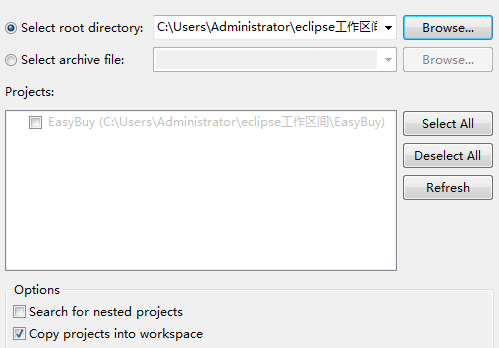 Select root directory: C:\Users\Administrator\eclipse工作区间 Browse...
Select archive file: Browse...
Projects:
EasyBuy (C:\Users\Administrator\eclipse工作区间\EasyBuy)
Select All
Deselect All
Refresh
Options
Search for nested projects
Copy projects into workspace